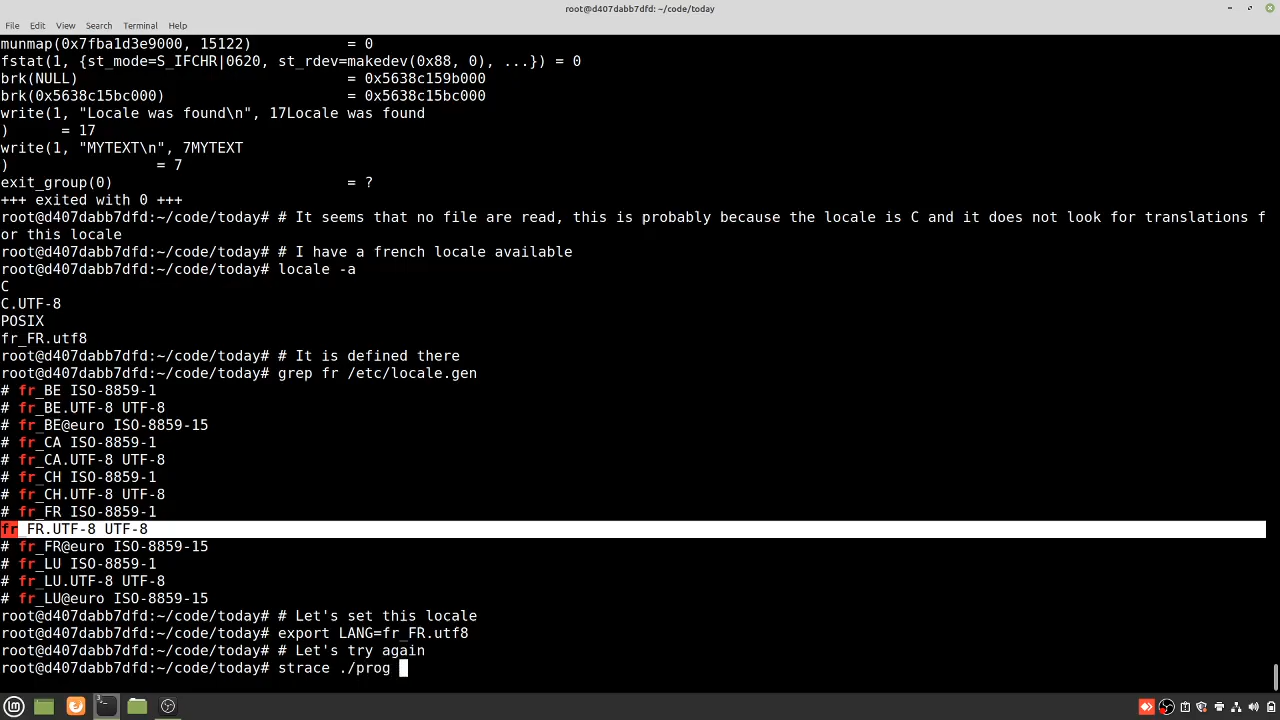 root@d407dabb7dfd: ~/code/today
File Edit View Search Terminal Help
munmap(0x7fba1d3e9000, 15122)           = 0
fstat(1, {st_mode=S_IFCHR|0620, st_rdev=makedev(0x88, 0), ...}) = 0
brk(NULL)                               = 0x5638c159b000
brk(0x5638c15bc000)                     = 0x5638c15bc000
write(1, "Locale was found\n", 17Locale was found
)      = 17
write(1, "MYTEXT\n", 7MYTEXT
)                 = 7
exit_group(0)                           = ?
+++ exited with 0 +++
root@d407dabb7dfd:~/code/today# # It seems that no file are read, this is probably because the locale is C and it does not look for translations f
or this locale
root@d407dabb7dfd:~/code/today# # I have a french locale available
root@d407dabb7dfd:~/code/today# locale -a
C
C.UTF-8
POSIX
fr_FR.utf8
root@d407dabb7dfd:~/code/today# # It is defined there
root@d407dabb7dfd:~/code/today# grep fr /etc/locale.gen
# fr_BE ISO-8859-1
# fr_BE.UTF-8 UTF-8
# fr_BE@euro ISO-8859-15
# fr_CA ISO-8859-1
# fr_CA.UTF-8 UTF-8
# fr_CH ISO-8859-1
# fr_CH.UTF-8 UTF-8
# fr_FR ISO-8859-1
fr_FR.UTF-8 UTF-8
# fr_FR@euro ISO-8859-15
# fr_LU ISO-8859-1
# fr_LU.UTF-8 UTF-8
# fr_LU@euro ISO-8859-15
root@d407dabb7dfd:~/code/today# # Let's set this locale
root@d407dabb7dfd:~/code/today# export LANG=fr_FR.utf8
root@d407dabb7dfd:~/code/today# # Let's try again
root@d407dabb7dfd:~/code/today# strace ./prog